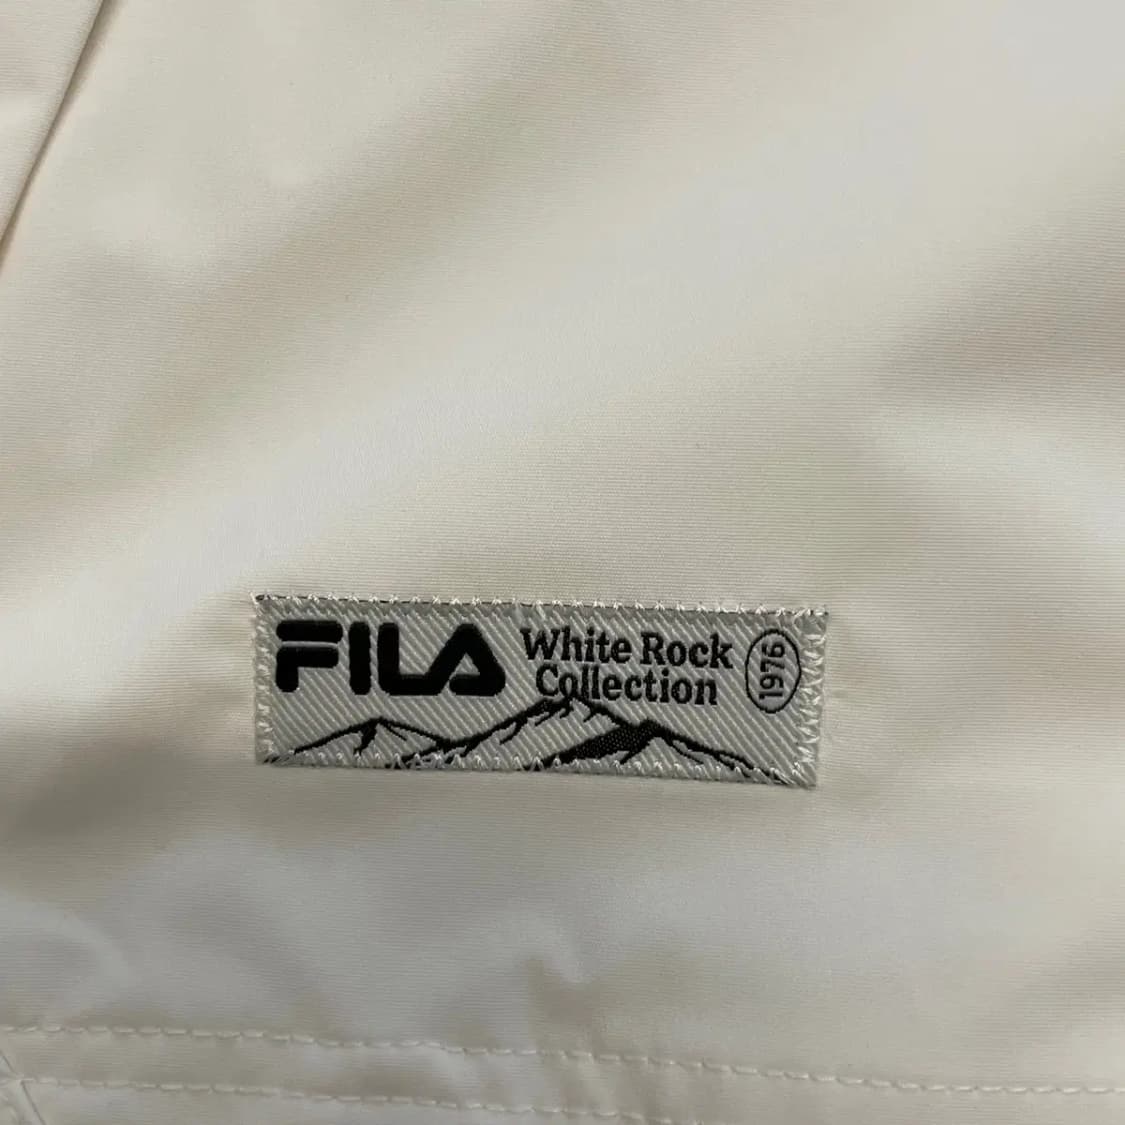 FILA
White Rock
Collection
1976